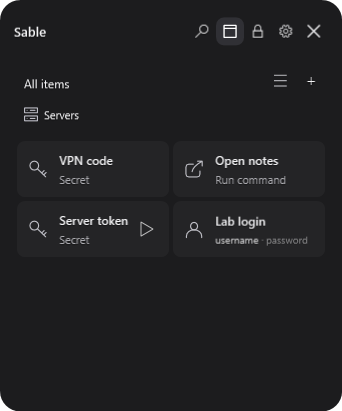 Sable
All items
Servers
VPN code
Secret
Open notes
Run command
Server token
Secret
Lab login
username · password